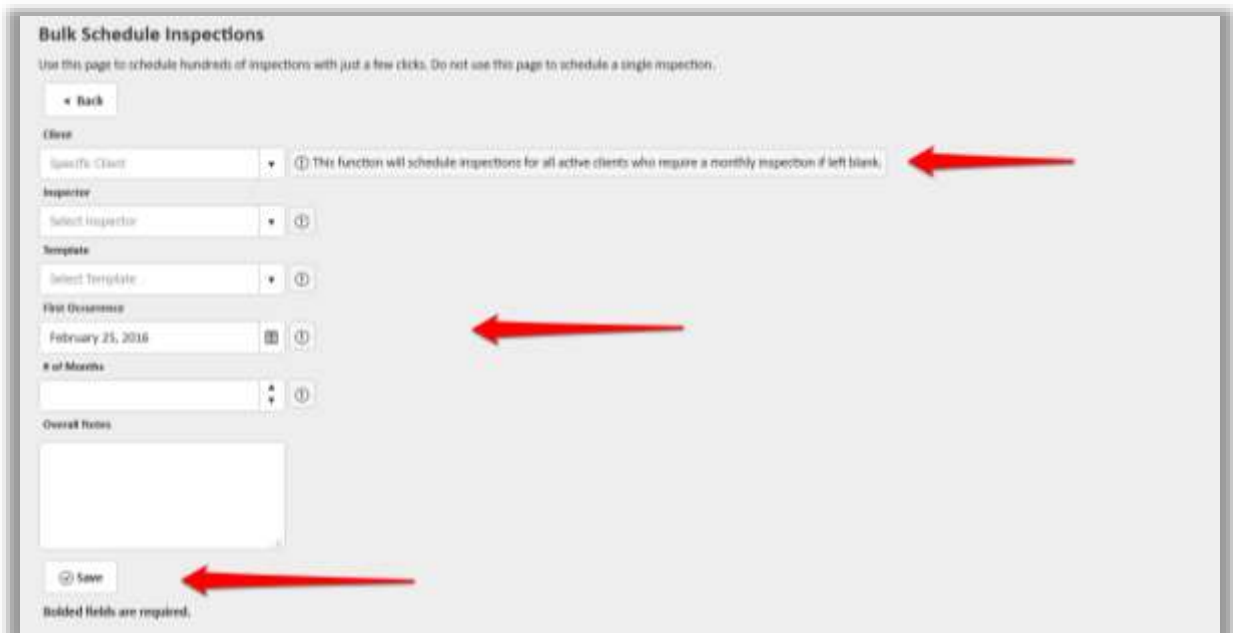 Bulk Schedule Inspections
Use this page to schedule hundreds of inspections with just a few clicks. Do not use this page to schedule a single inspection.
Back
Client
Specific Client
This function will schedule inspections for all active clients who require a monthly inspection if left blank.
Inspector
Select Inspector
Template
Select Template
First Occurrence
February 25, 2016
# of Months
Overall Notes
Save
Bolded fields are required.